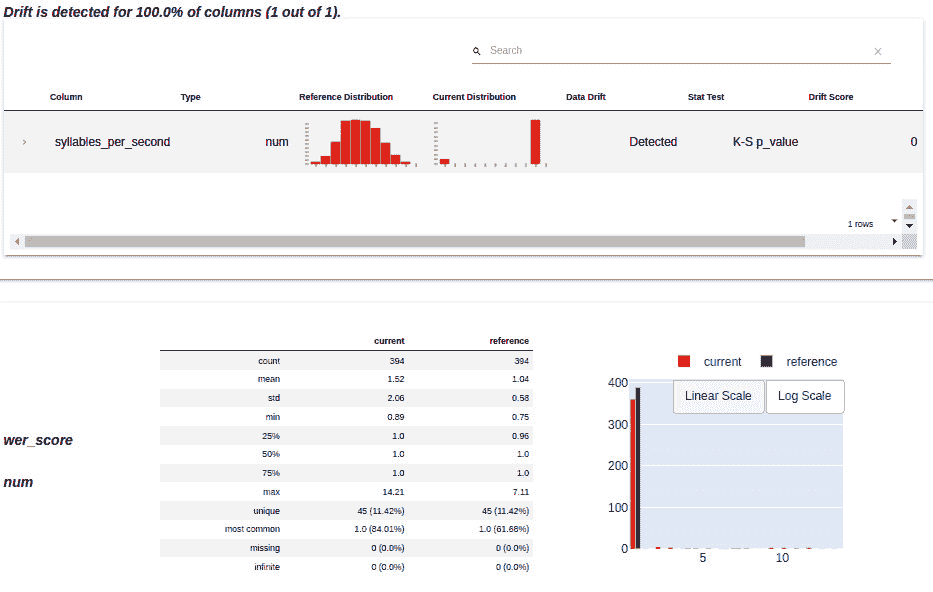 Drift is detected for 100.0% of columns (1 out of 1).
Search
Column Type Reference Distribution Current Distribution Data Drift Stat Test Drift Score
syllables_per_second num Detected K-S p_value 0
1 rows
current reference
count 394 394
mean 1.52 1.04
std 2.06 0.58
min 0.89 0.75
25% 1.0 0.96
50% 1.0 1.0
75% 1.0 1.0
max 14.21 7.11
unique 45 (11.42%) 45 (11.42%)
most common 1.0 (84.01%) 1.0 (61.68%)
missing 0 (0.0%) 0 (0.0%)
infinite 0 (0.0%) 0 (0.0%)
wer_score
num
current reference
Linear Scale Log Scale
400
300
200
100
0
5 10